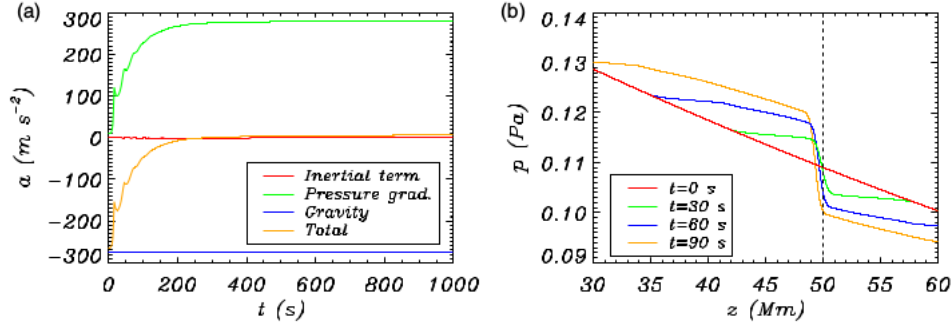 (a)
300
200
100
0
-100
-200
-300
a (m s⁻²)
0 200 400 600 800 1000
t (s)
Inertial term
Pressure grad.
Gravity
Total
(b)
0.14
0.13
0.12
0.11
0.10
0.09
p (Pa)
30 35 40 45 50 55 60
z (Mm)
t=0 s
t=30 s
t=60 s
t=90 s